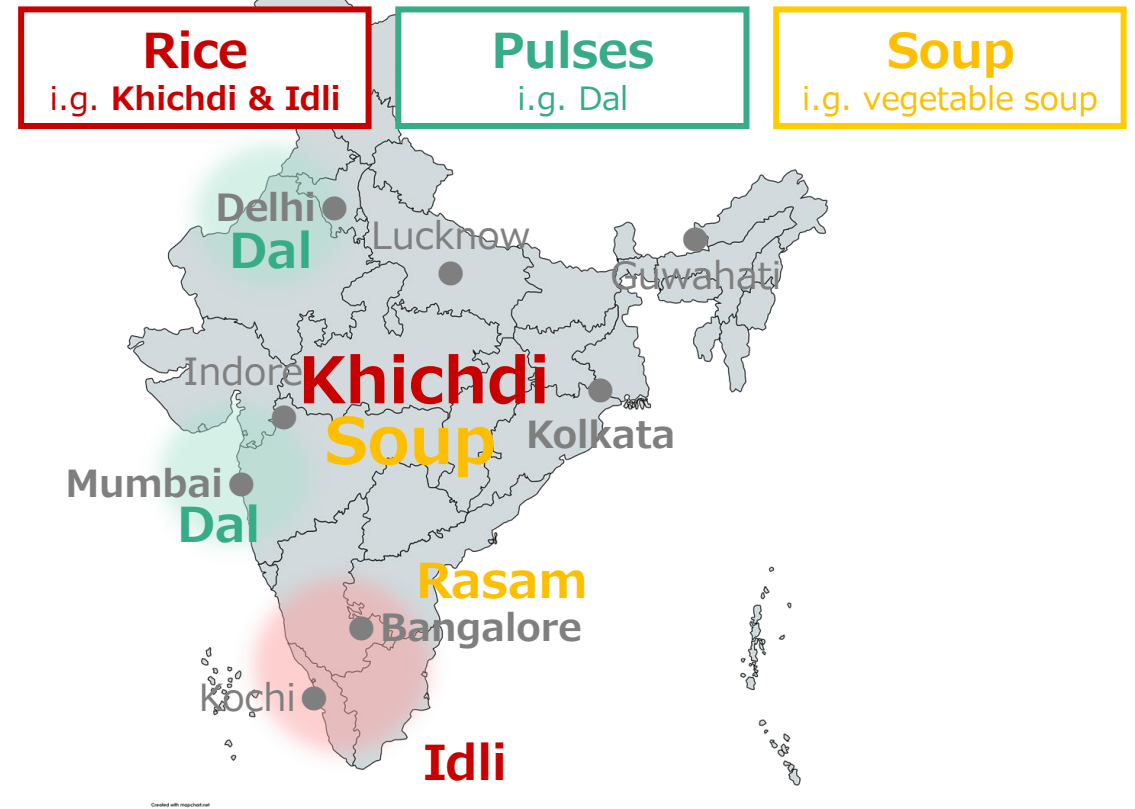 Rice
i.g. Khichdi & Idli
Pulses
i.g. Dal
Soup
i.g. vegetable soup
Delhi
Dal
Lucknow
Guwahati
Indore
Khichdi
Soup
Kolkata
Mumbai
Dal
Rasam
Bangalore
Kochi
Idli
Created with mapchart.net